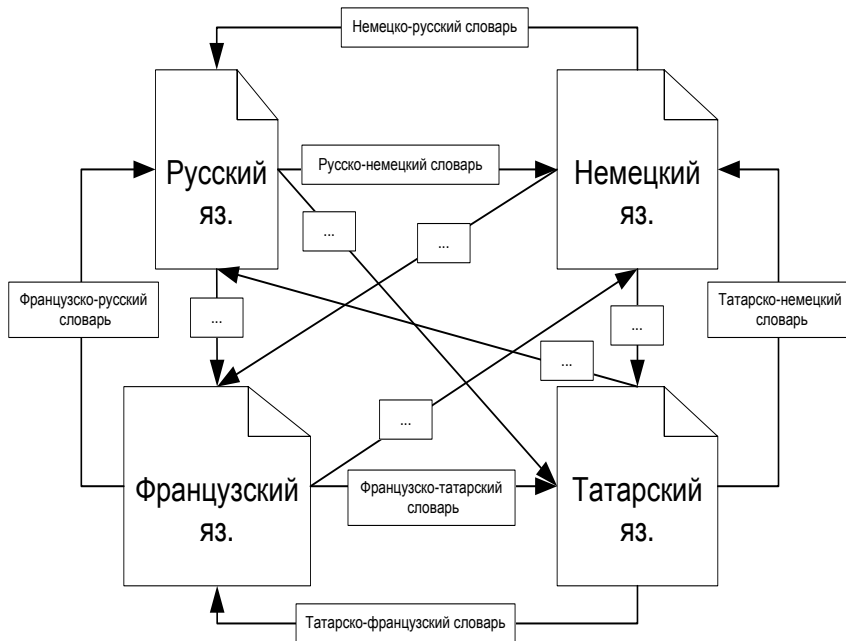 Немецко-русский словарь
Русский
яз.
Русско-немецкий словарь
Немецкий
яз.
...
...
Французско-русский
словарь
...
...
Татарско-немецкий
словарь
...
...
Французский
яз.
Французско-татарский
словарь
Татарский
яз.
Татарско-французский словарь